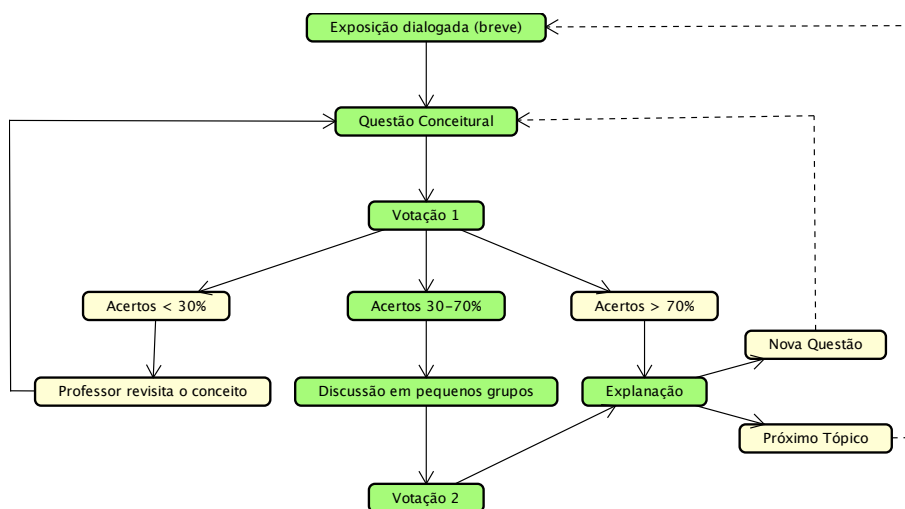 Exposição dialogada (breve)
Questão Conceitural
Votação 1
Acertos < 30%
Acertos 30-70%
Acertos > 70%
Nova Questão
Professor revisita o conceito
Discussão em pequenos grupos
Explanação
Próximo Tópico
Votação 2